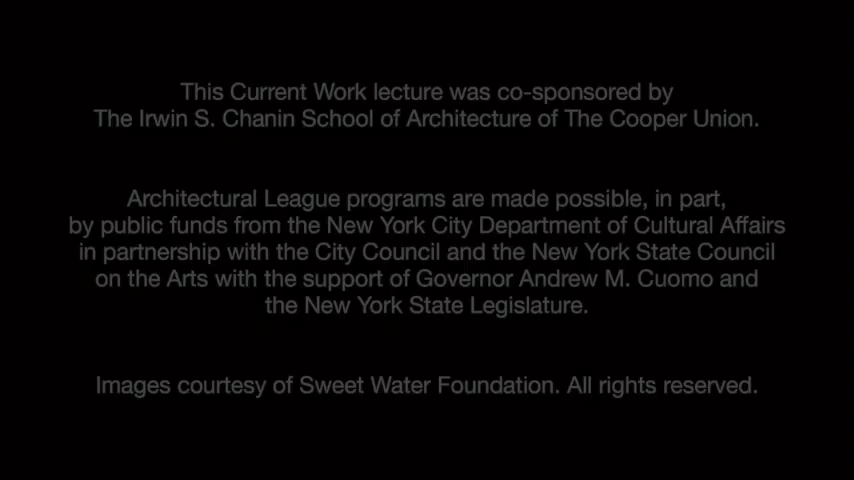 This Current Work lecture was co-sponsored by
The Irwin S. Chanin School of Architecture of The Cooper Union.
Architectural League programs are made possible, in part,
by public funds from the New York City Department of Cultural Affairs
in partnership with the City Council and the New York State Council
on the Arts with the support of Governor Andrew M. Cuomo and
the New York State Legislature.
Images courtesy of Sweet Water Foundation. All rights reserved.